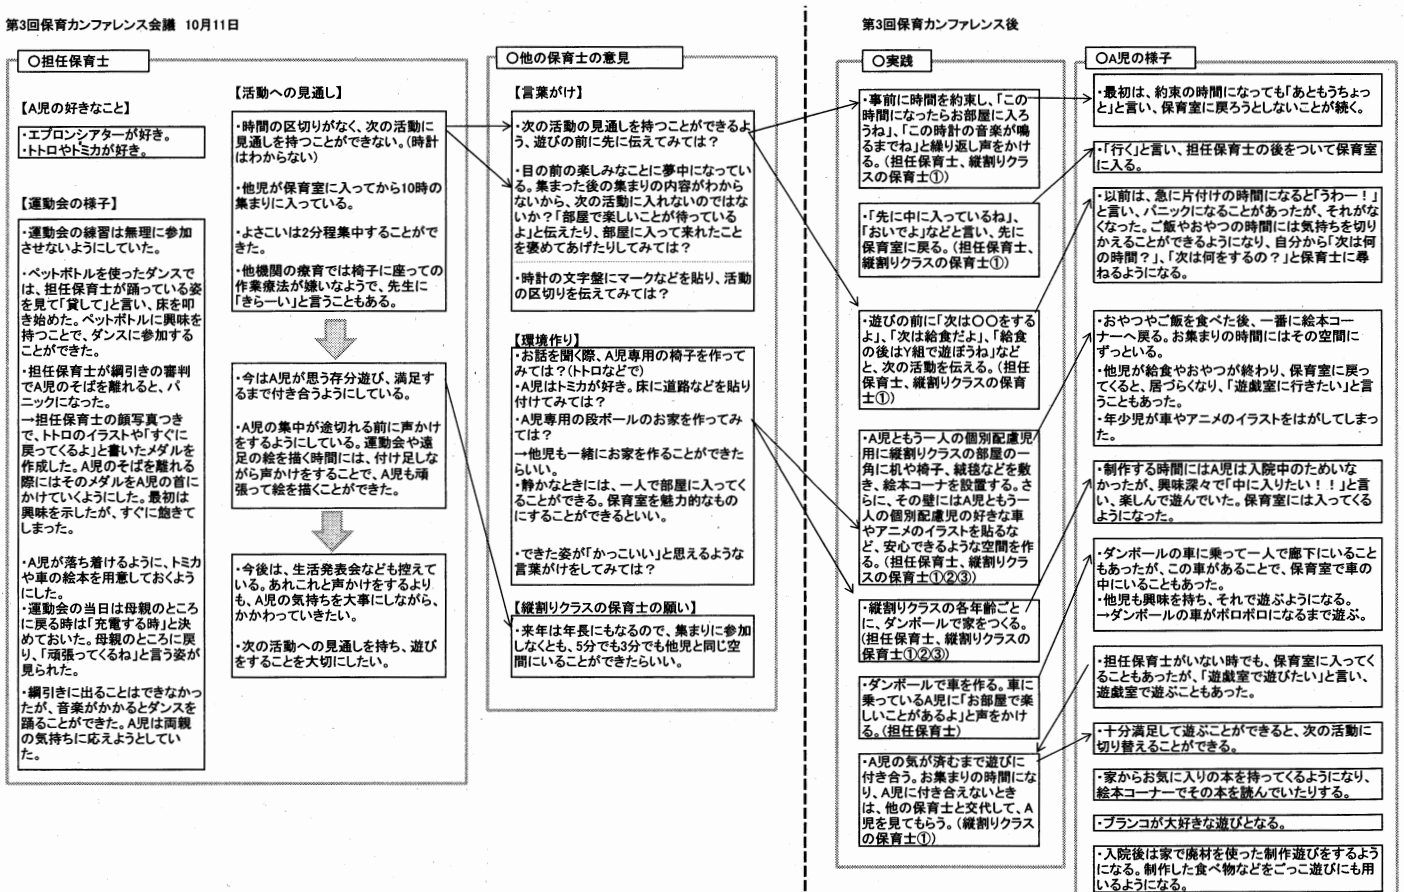 第3回保育カンファレンス会議 10月11日
〇担任保育士
【A児の好きなこと】
・エプロンシアターが好き。
・トトロやトミカが好き。
【運動会の様子】
・運動会の練習は無理に参加
させないようにしていた。
・ペットボトルを使ったダンスで
は、担任保育士が踊っている姿
を見て「貸して」と言い、床を叩
き始めた。ペットボトルに興味を
持つことで、ダンスに参加する
ことができた。
・担任保育士が綱引きの審判
でA児のそばを離れると、パ
ニックになった。
→担任保育士の顔写真つき
で、トトロのイラストや「すぐに
戻ってくるよ」と書いたメダルを
作成した。A児のそばを離れる
際にはそのメダルをA児の首に
かけていくようにした。最初は
興味を示したが、すぐに飽きて
しまった。
・A児が落ち着けるように、トミカ
や車の絵本を用意しておくよう
にした。
・運動会の当日は母親のところ
に戻る時は「充電する時」と決
めておいた。母親のところに戻
り、「頑張ってくるね」と言う姿が
見られた。
・綱引きに出ることはできなかっ
たが、音楽がかかるとダンスを
踊ることができた。A児は両親
の気持ちに応えようとしてい
た。
【活動への見通し】
・時間の区切りがなく、次の活動に
見通しを持つことができない。(時計
はわからない)
・他児が保育室に入ってから10時の
集まりに入っている。
・よさこいは2分程集中することがで
きた。
・他機関の療育では椅子に座っての
作業療法が嫌いなようで、先生に
「きらーい」と言うこともある。
・今はA児が思う存分遊び、満足す
るまで付き合うようにしている。
・A児の集中が途切れる前に声かけ
をするようにしている。運動会や遠
足の絵を描く時間には、付け足しな
がら声かけをすることで、A児も頑
張って絵を描くことができた。
・今後は、生活発表会なども控えて
いる。あれこれと声かけをするより
も、A児の気持ちを大事にしながら、
かかわっていきたい。
・次の活動への見通しを持ち、遊び
をすることを大切にしたい。
〇他の保育士の意見
【言葉がけ】
・次の活動の見通しを持つことができるよ
う、遊びの前に先に伝えてみては？
・目の前の楽しみなことに夢中になってい
る。集まった後の集まりの内容がわから
ないから、次の活動に入れないのではな
いか？「部屋で楽しいことが待っている
よ」と伝えたり、部屋に入って来れたこと
を褒めてあげたりしてみては？
・時計の文字盤にマークなどを貼り、活動
の区切りを伝えてみては？
【環境作り】
・お話を聞く際、A児専用の椅子を作って
みては？(トトロなどで)
・A児はトミカが好き。床に道路などを貼り
付けてみては？
・A児専用の段ボールのお家を作ってみ
ては？
→他児も一緒にお家を作ることができた
らいい。
・静かなときには、一人で部屋に入ってく
ることができる。保育室を魅力的なもの
にすることができるといい。
・できた姿が「かっこいい」と思えるような
言葉がけをしてみては？
【縦割りクラスの保育士の願い】
・来年は年長にもなるので、集まりに参加
しなくとも、5分でも3分でも他児と同じ空
間にいることができたらいい。
第3回保育カンファレンス後
〇実践
・事前に時間を約束し、「この
時間になったらお部屋に入ろ
うね」、「この時計の音楽が鳴
るまでね」と繰り返し声をかけ
る。(担任保育士、縦割りクラ
スの保育士①)
・「先に中に入っているね」、
「おいでよ」などと言い、先に
保育室に戻る。(担任保育士、
縦割りクラスの保育士①)
・遊びの前に「次は〇〇をする
よ」、「次は給食だよ」、「給食
の後はY組で遊ぼうね」など
と、次の活動を伝える。(担任
保育士、縦割りクラスの保育
士①)
・A児ともう一人の個別配慮児
用に縦割りクラスの部屋の一
角に机や椅子、絨毯などを敷
き、絵本コーナを設置する。さ
らに、その壁にはA児ともう一
人の個別配慮児の好きな車
やアニメのイラストを貼るな
ど、安心できるような空間を作
る。(担任保育士、縦割りクラ
スの保育士①②③)
・縦割りクラスの各年齢ごと
に、ダンボールで家をつくる。
(担任保育士、縦割りクラスの
保育士①②③)
・ダンボールで車を作る。車に
乗っているA児に「お部屋で楽
しいことがあるよ」と声をかけ
る。(担任保育士)
・A児の気が済むまで遊びに
付き合う。お集まりの時間にな
り、A児に付き合えないとき
は、他の保育士と交代して、A
児を見てもらう。(縦割りクラス
の保育士①)
〇A児の様子
・最初は、約束の時間になっても「あともうちょっ
と」と言い、保育室に戻ろうとしないことが続く。
・「行く」と言い、担任保育士の後をついて保育室
に入る。
・以前は、急に片付けの時間になると「うわー！」
と言い、パニックになることがあったが、それがな
くなった。ご飯やおやつの時間には気持ちを切り
かえることができるようになり、自分から「次は何
の時間？」、「次は何をするの？」と保育士に尋
ねるようになる。
・おやつやご飯を食べた後、一番に絵本コー
ナーへ戻る。お集まりの時間にはその空間に
ずっといる。
・他児が給食やおやつが終わり、保育室に戻っ
てくると、居づらくなり、「遊戯室に行きたい」と言
うこともあった。
・年少児が車やアニメのイラストをはがしてしまっ
た。
・制作する時間にはA児は入院中のためいな
かったが、興味深々で「中に入りたい！！」と言
い、楽しんで遊んでいた。保育室には入ってくる
ようになった。
・ダンボールの車に乗って一人で廊下にいること
もあったが、この車があることで、保育室で車の
中にいることもあった。
・他児も興味を持ち、それで遊ぶようになる。
→ダンボールの車がボロボロになるまで遊ぶ。
・担任保育士がいない時でも、保育室に入ってく
ることもあったが、「遊戯室で遊びたい」と言い、
遊戯室で遊ぶこともあった。
・十分満足して遊ぶことができると、次の活動に
切り替えることができる。
・家からお気に入りの本を持ってくるようになり、
絵本コーナーでその本を読んでいたりする。
・ブランコが大好きな遊びとなる。
・入院後は家で廃材を使った制作遊びをするよう
になる。制作した食べ物などをごっこ遊びにも用
いるようになる。